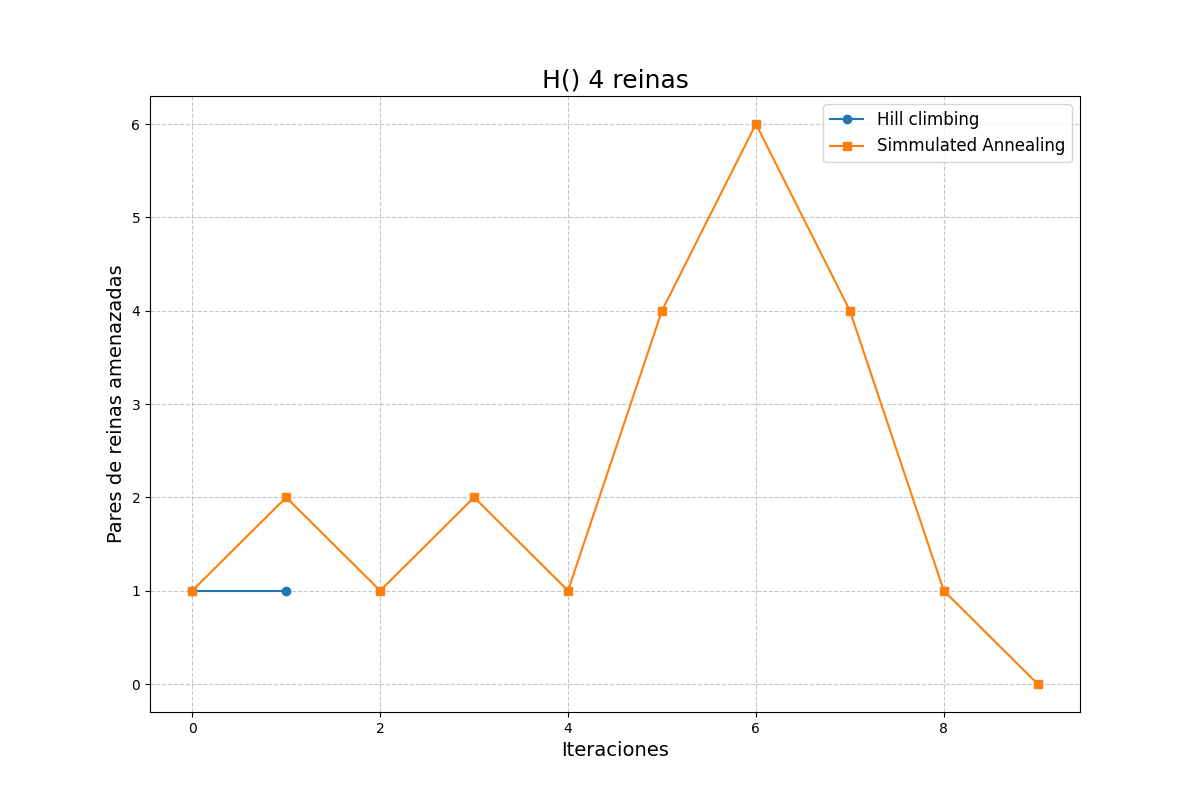 H() 4 reinas
Hill climbing
Simmulated Annealing
Pares de reinas amenazadas
6
5
4
3
2
1
0
0 2 4 6 8
Iteraciones